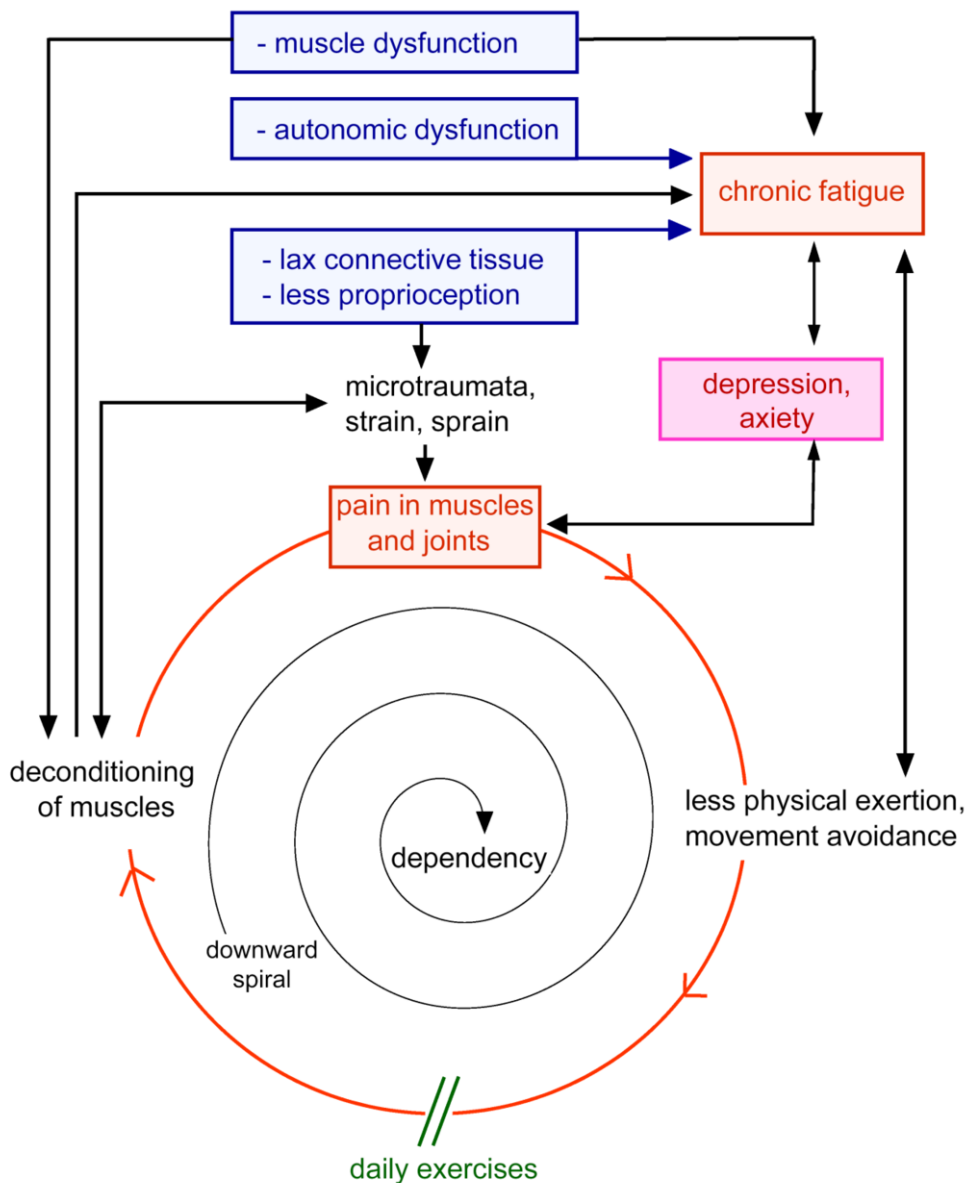 - muscle dysfunction
- autonomic dysfunction
chronic fatigue
- lax connective tissue
- less proprioception
microtraumata,
strain, sprain
depression,
axiety
pain in muscles
and joints
deconditioning
of muscles
less physical exertion,
movement avoidance
dependency
downward
spiral
daily exercises